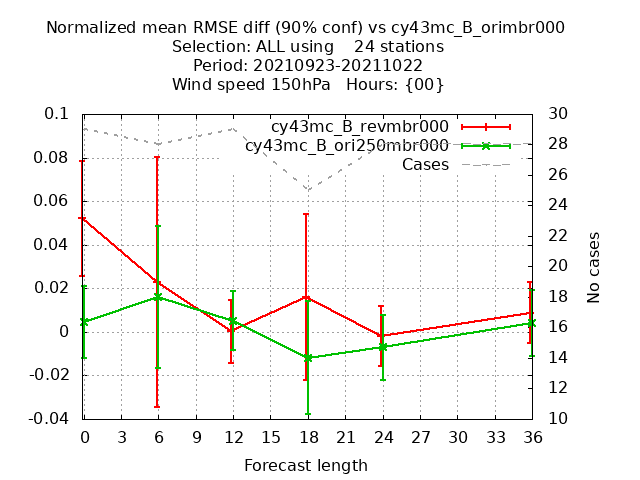 Normalized mean RMSE diff (90% conf) vs cy43mc_B_orimbr000
Selection: ALL using    24 stations
Period: 20210923-20211022
Wind speed 150hPa   Hours: {00}
cy43mc_B_revmbr000
cy43mc_B_ori250mbr000
Cases
0.1
0.08
0.06
0.04
0.02
0
-0.02
-0.04
30
28
26
24
22
20
18
16
14
12
10
No cases
0 3 6 9 12 15 18 21 24 27 30 33 36
Forecast length